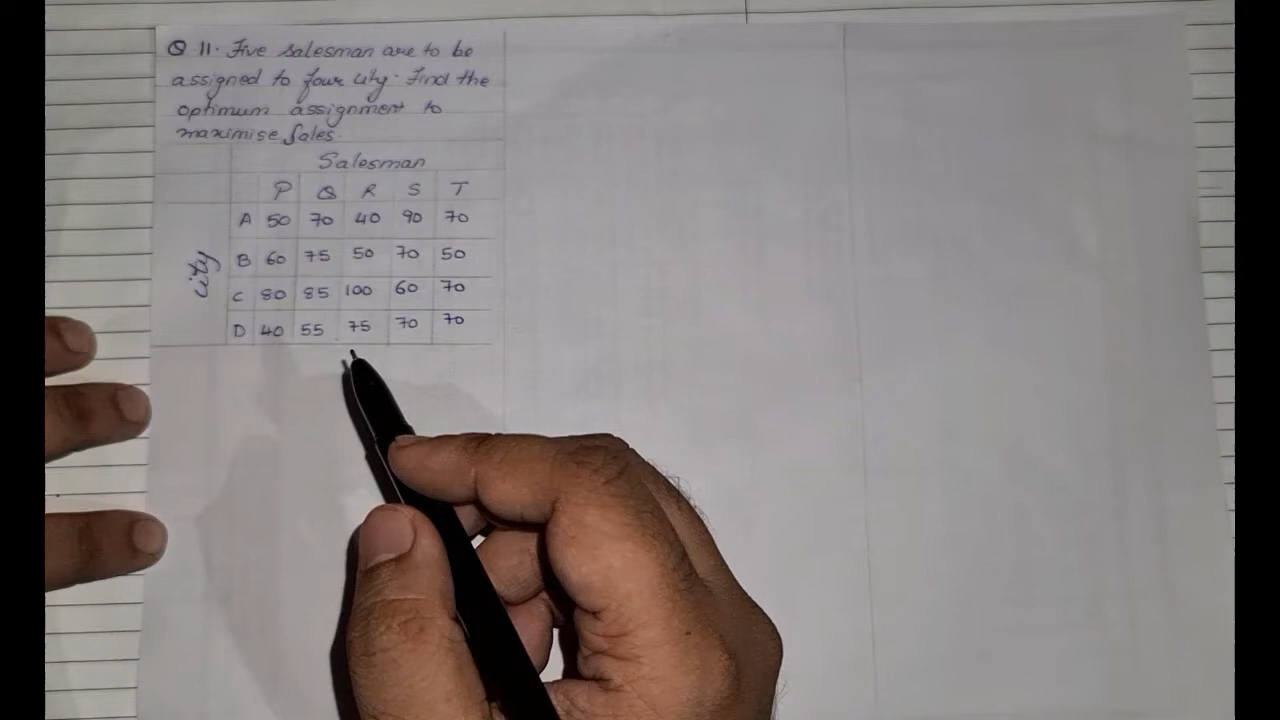 Q 11. Five Salesman are to be
assigned to four city. Find the
optimum assignment to
maximise Sales.
Salesman
P Q R S T
City
A 50 70 40 90 70
B 60 75 50 70 50
C 80 85 100 60 70
D 40 55 75 70 70